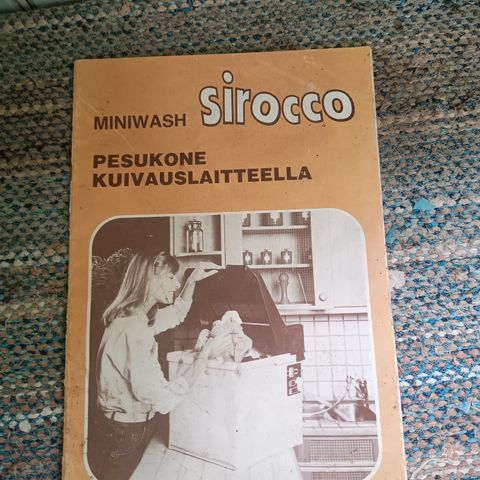 MINIWASH sirocco
PESUKONE
KUIVAUSLAITTEELLA